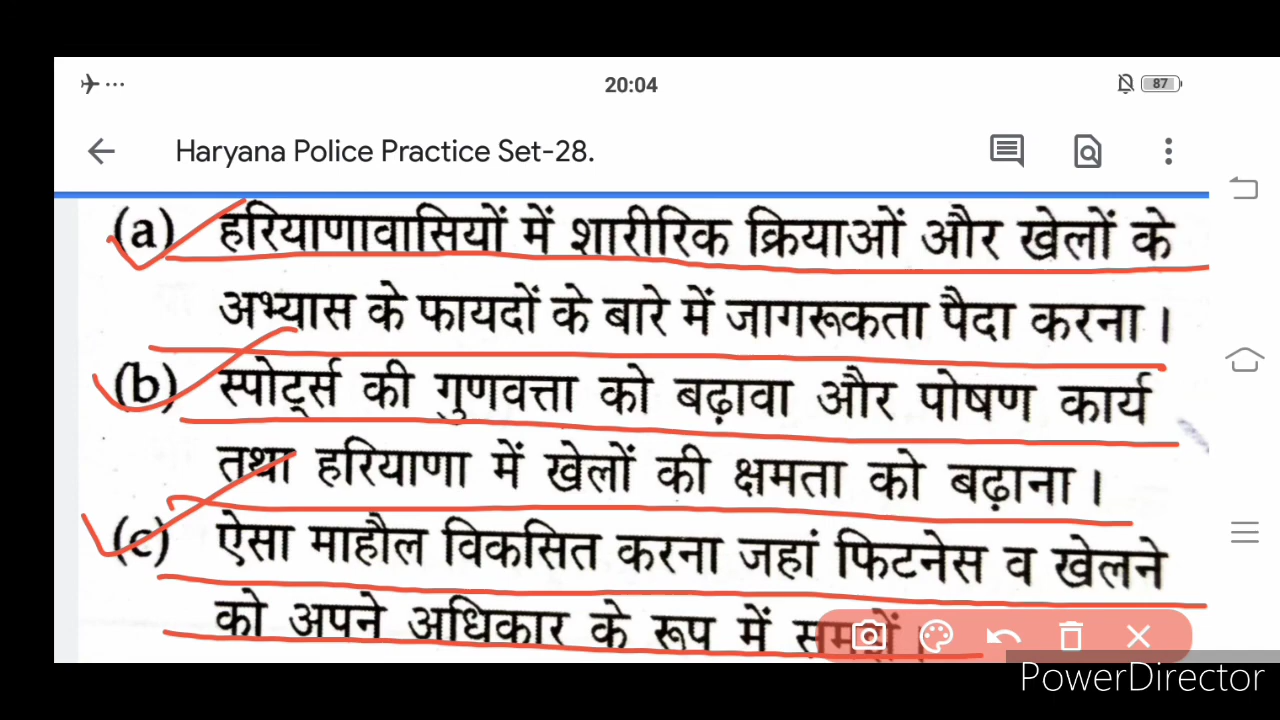 20:04
87
Haryana Police Practice Set-28.
(a) हरियाणावासियों में शारीरिक क्रियाओं और खेलों के
अभ्यास के फायदों के बारे में जागरूकता पैदा करना।
(b) स्पोर्ट्स की गुणवत्ता को बढ़ावा और पोषण कार्य
तथा हरियाणा में खेलों की क्षमता को बढ़ाना।
(c) ऐसा माहौल विकसित करना जहां फिटनेस व खेलने
को अपने अधिकार के रूप में समझें।
PowerDirector